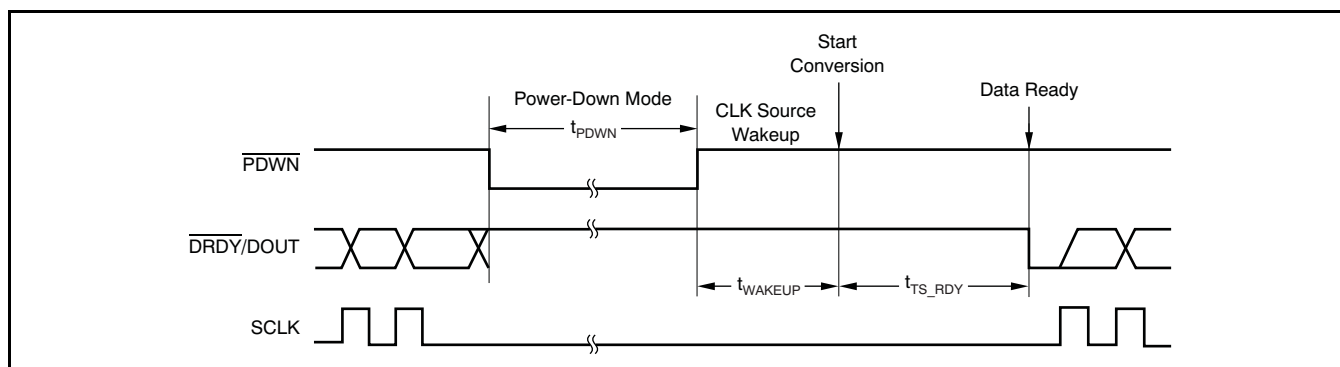 Start
Conversion
Power-Down Mode
CLK Source
Wakeup
Data Ready
tPDWN
PDWN
DRDY/DOUT
tWAKEUP
tTS_RDY
SCLK